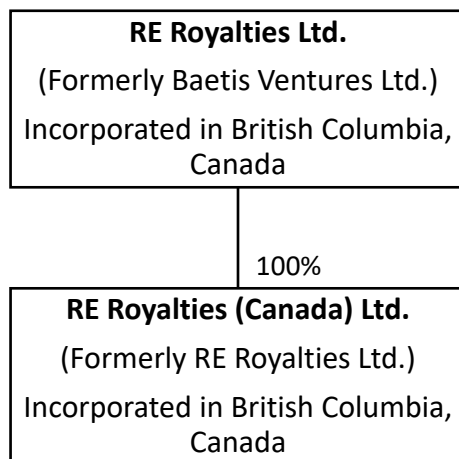 RE Royalties Ltd.
(Formerly Baetis Ventures Ltd.)
Incorporated in British Columbia,
Canada
100%
RE Royalties (Canada) Ltd.
(Formerly RE Royalties Ltd.)
Incorporated in British Columbia,
Canada